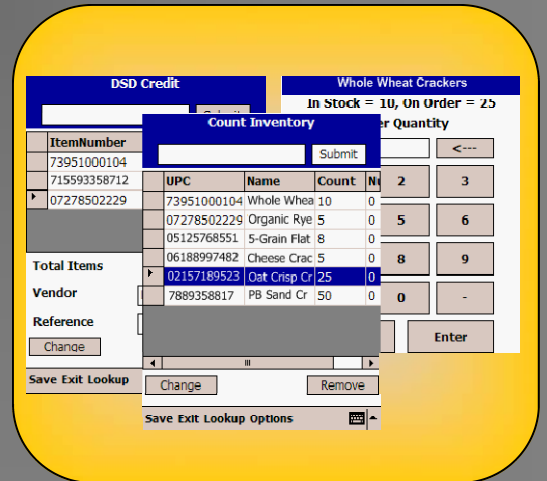 DSD Credit
ItemNumber
73951000104
715593358712
07278502229
Total Items
Vendor
Reference
Change
Save Exit Lookup
Count Inventory
Submit
UPC Name Count
73951000104 Whole Whea 10 0
07278502229 Organic Rye 5 0
05125768551 5-Grain Flat 8 0
06188997482 Cheese Crac 5 0
02157189523 Oat Crisp Cr 25 0
7889358817 PB Sand Cr 50 0
Change Remove
Save Exit Lookup Options
Whole Wheat Crackers
In Stock = 10, On Order = 25
Quantity
<---
2 3
5 6
8 9
0 -
Enter